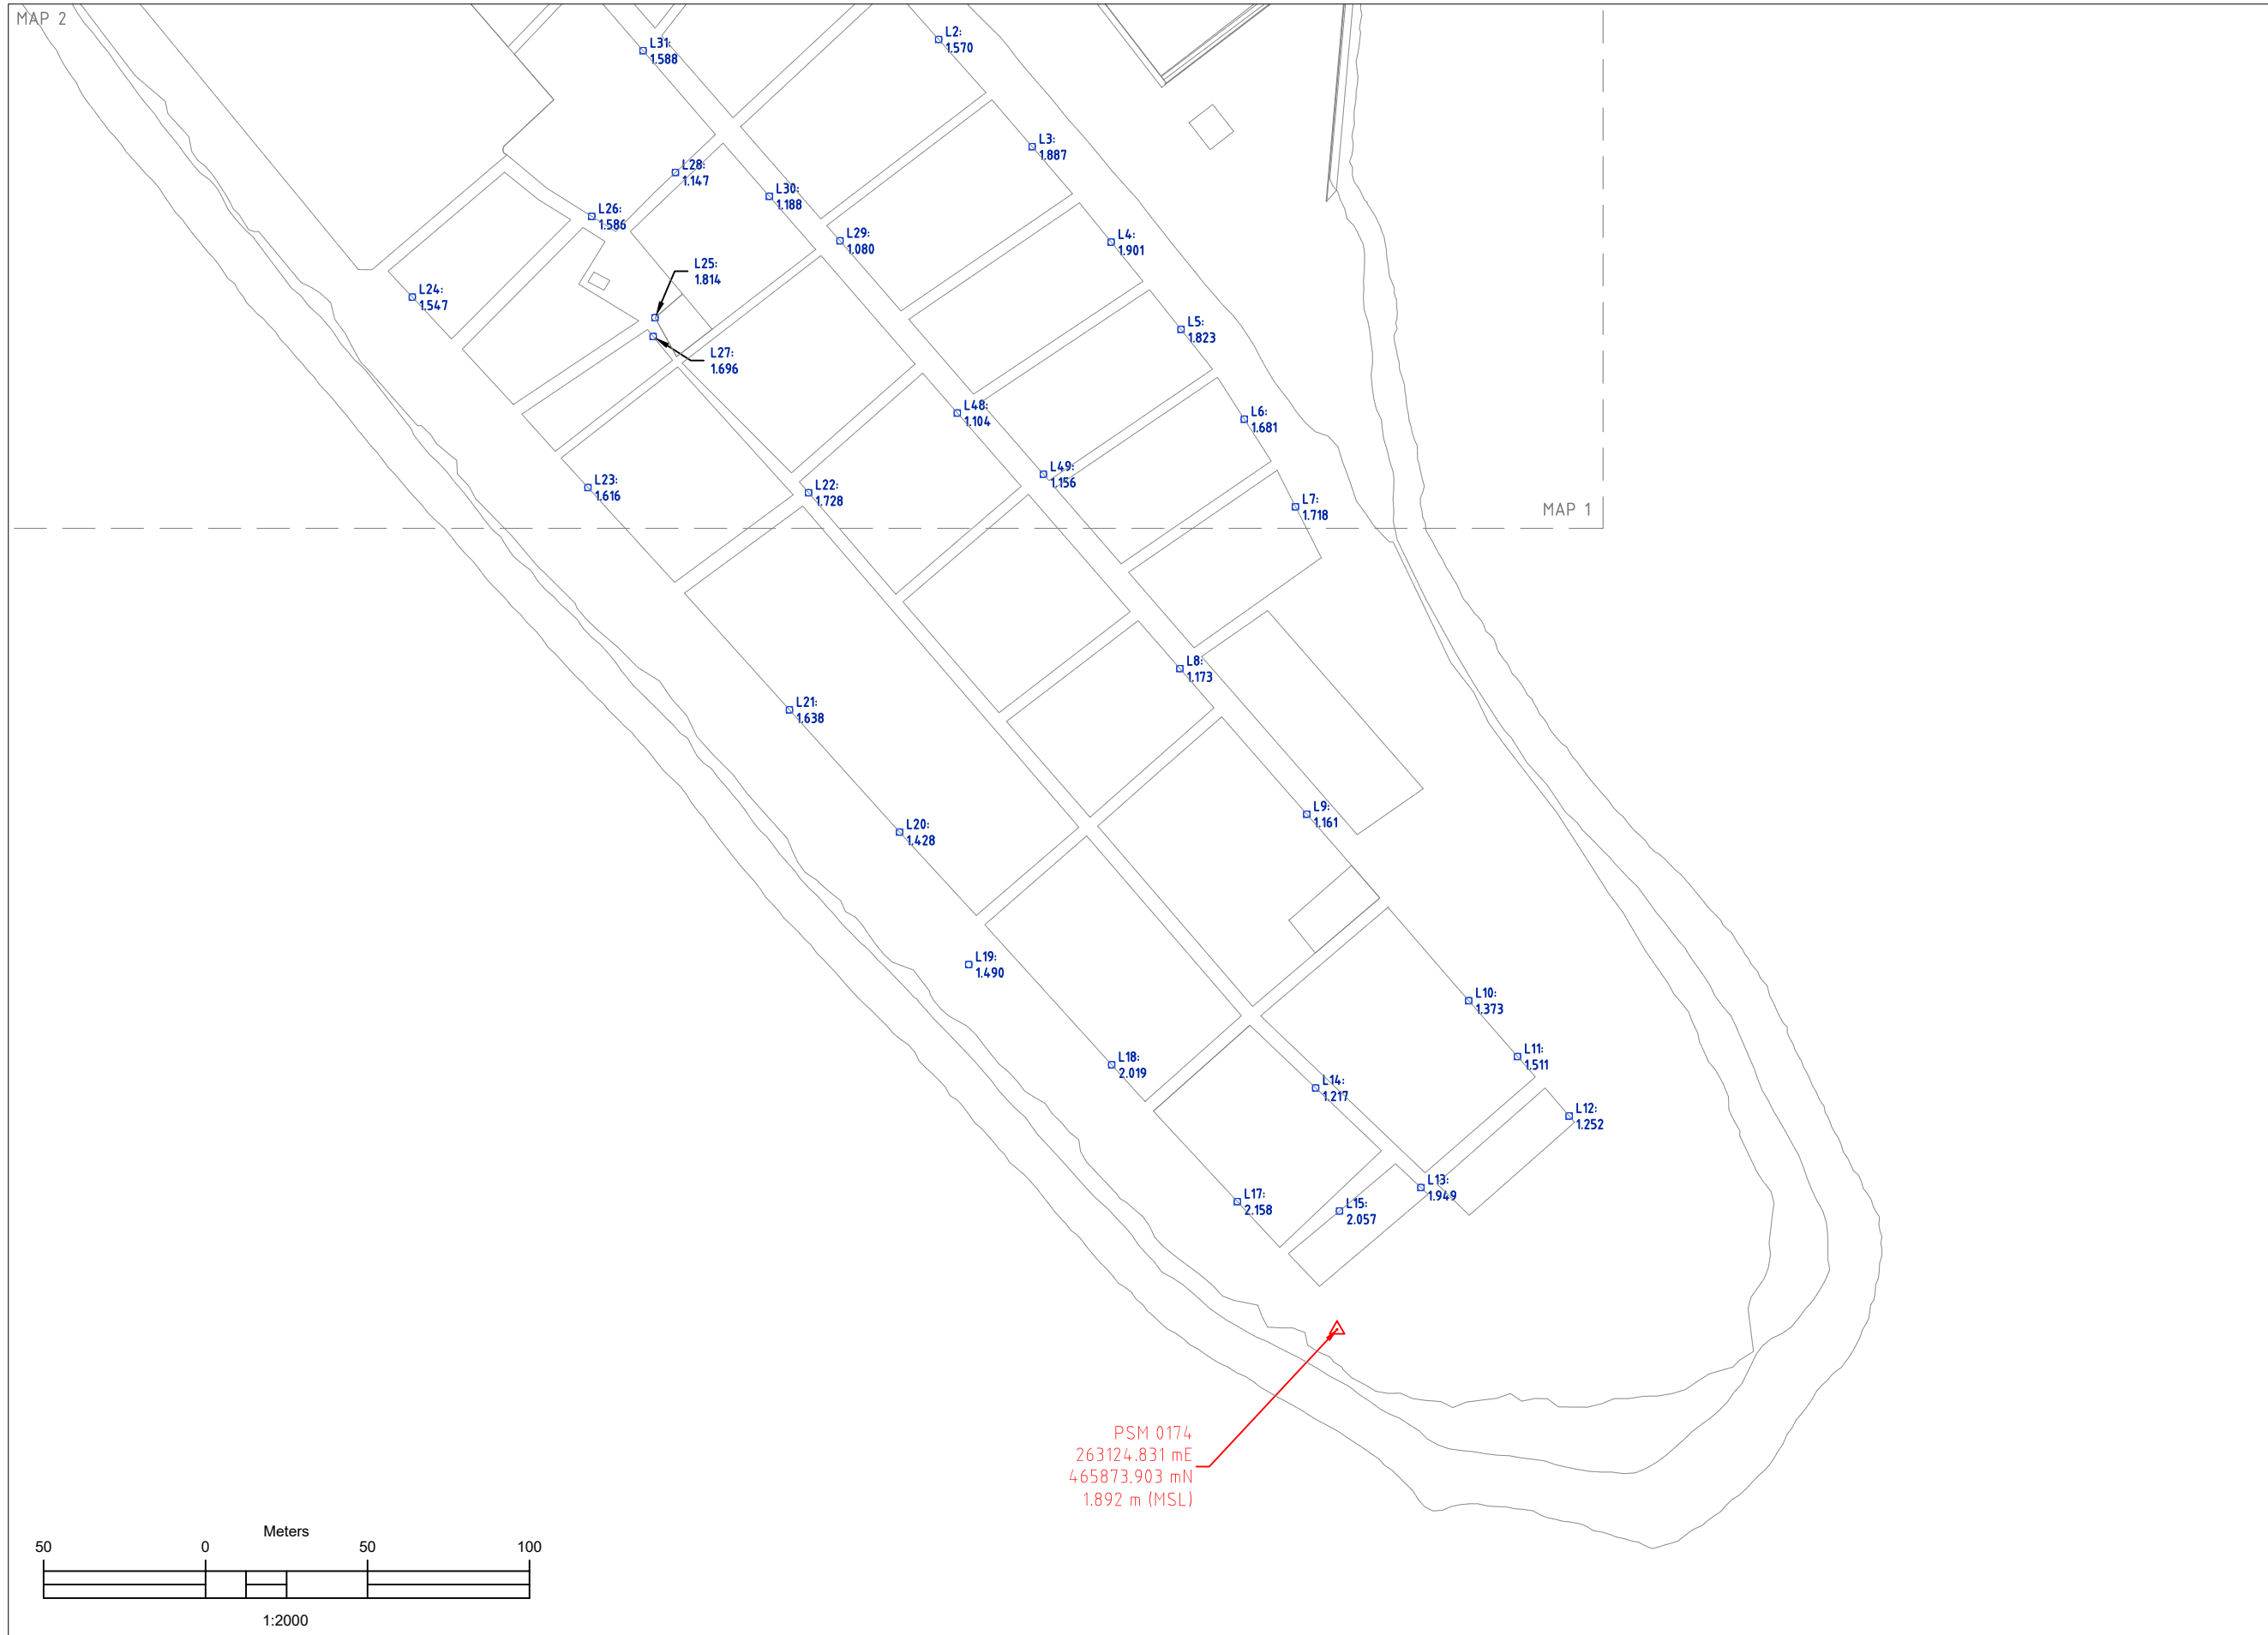 MAP 2
L31:
1.588
L2:
1.570
L3:
1.887
L28:
1.147
L30:
1.188
L26:
1.586
L29:
1.080
L4:
1.901
L25:
1.814
L24:
1.547
L5:
1.823
L27:
1.696
L48:
1.104
L6:
1.681
L49:
1.156
L23:
1.616
L22:
1.728
L7:
1.718
MAP 1
L8:
1.173
L21:
1.638
L9:
1.161
L20:
1.428
L19:
1.490
L10:
1.373
L18:
2.019
L11:
1.511
L14:
1.217
L12:
1.252
L13:
1.949
L17:
2.158
L15:
2.057
PSM 0174
263124.831 mE
465873.903 mN
1.892 m (MSL)
Meters
50 0 50 100
1:2000